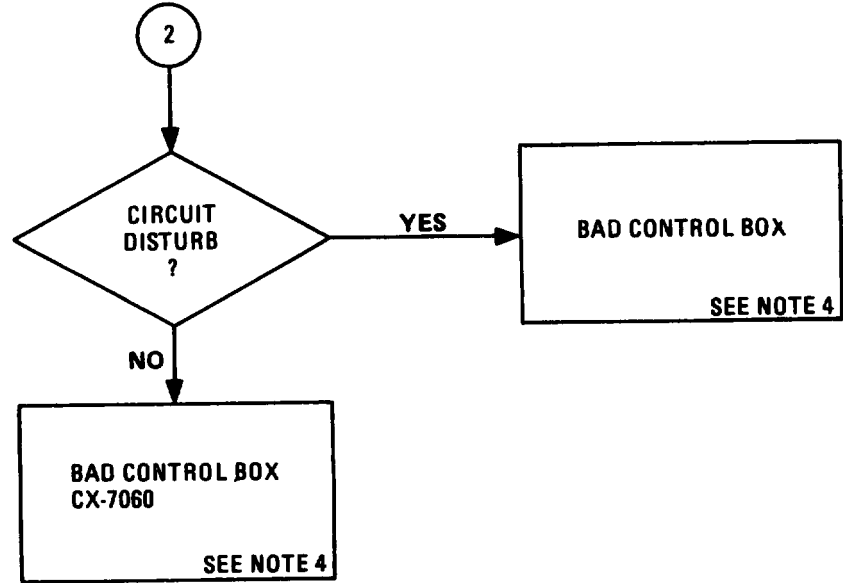 2
CIRCUIT
DISTURB
?
YES
BAD CONTROL BOX
SEE NOTE 4
NO
BAD CONTROL BOX
CX-7060
SEE NOTE 4